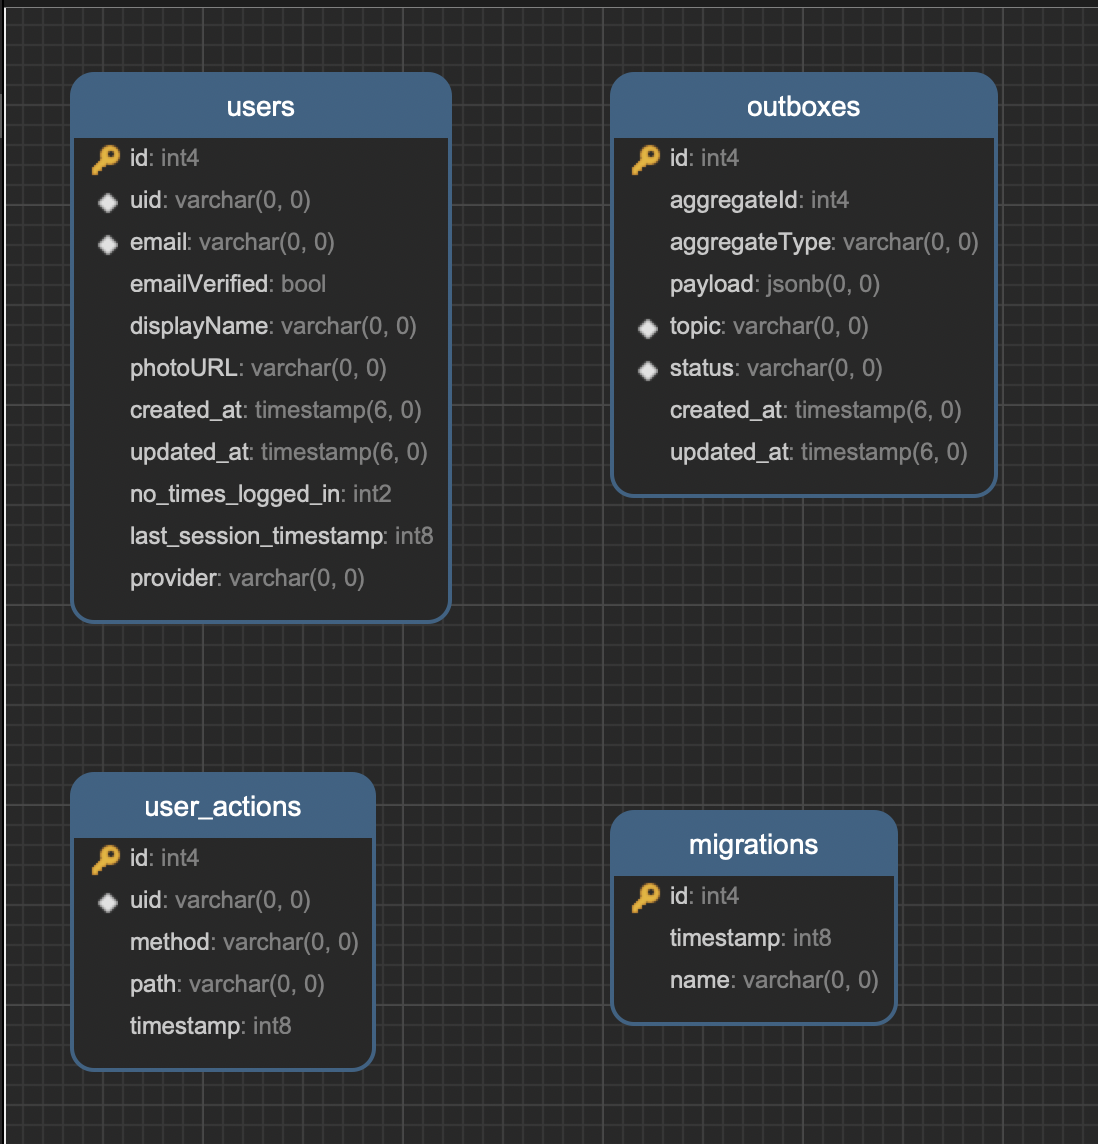 users
id: int4
uid: varchar(0, 0)
email: varchar(0, 0)
emailVerified: bool
displayName: varchar(0, 0)
photoURL: varchar(0, 0)
created_at: timestamp(6, 0)
updated_at: timestamp(6, 0)
no_times_logged_in: int2
last_session_timestamp: int8
provider: varchar(0, 0)
outboxes
id: int4
aggregateId: int4
aggregateType: varchar(0, 0)
payload: jsonb(0, 0)
topic: varchar(0, 0)
status: varchar(0, 0)
created_at: timestamp(6, 0)
updated_at: timestamp(6, 0)
user_actions
id: int4
uid: varchar(0, 0)
method: varchar(0, 0)
path: varchar(0, 0)
timestamp: int8
migrations
id: int4
timestamp: int8
name: varchar(0, 0)